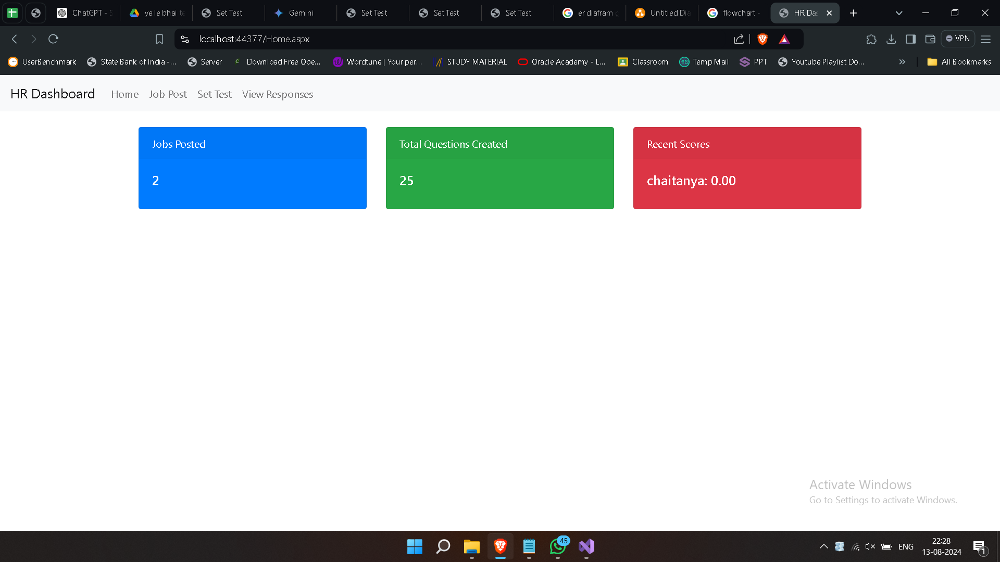 ChatGPT - S
ye le bhai te
Set Test
Gemini
Set Test
Set Test
Set Test
er diafram g
Untitled Dia
flowchart -
HR Das
localhost:44377/Home.aspx
VPN
UserBenchmark
State Bank of India -...
Server
Download Free Ope...
Wordtune | Your per...
STUDY MATERIAL
Oracle Academy - L...
Classroom
Temp Mail
PPT
Youtube Playlist Do...
All Bookmarks
HR Dashboard Home Job Post Set Test View Responses
Jobs Posted
2
Total Questions Created
25
Recent Scores
chaitanya: 0.00
Activate Windows
Go to Settings to activate Windows.
45
ENG
22:28
13-08-2024
1